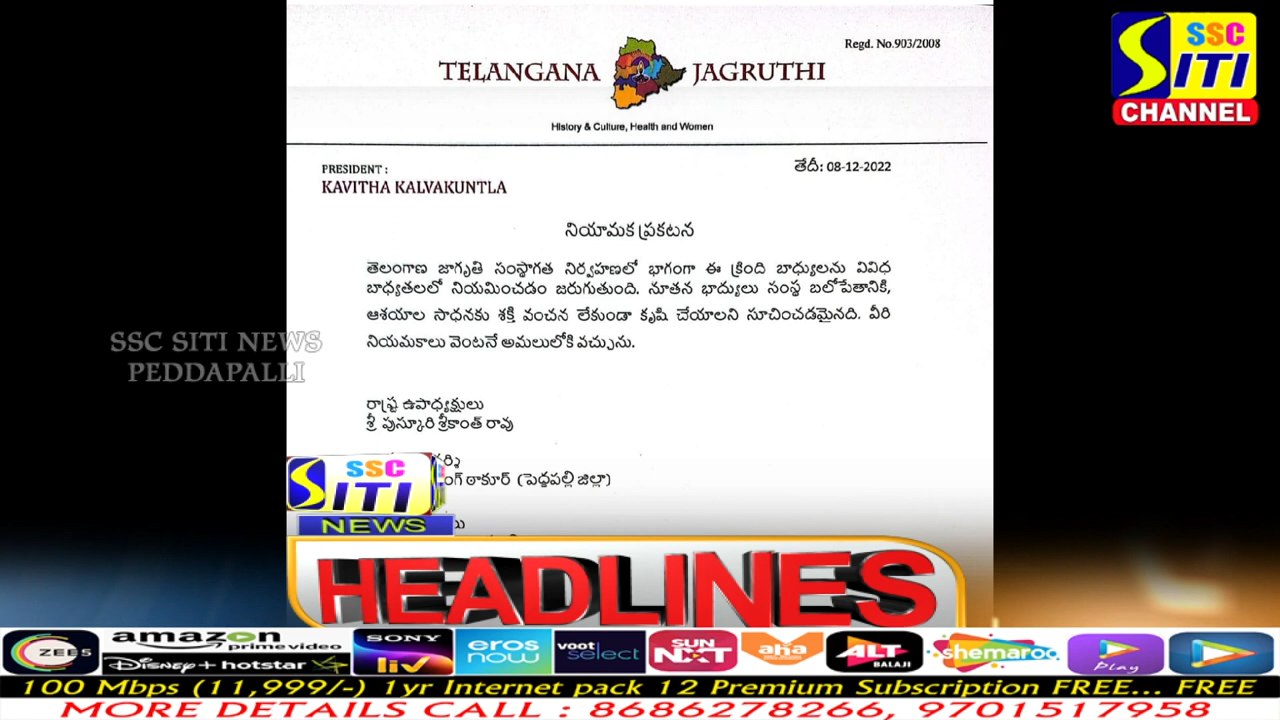 Regd. No.903/2008
TELANGANA JAGRUTHI
History & Culture, Health and Women
SSC
SITI
CHANNEL
PRESIDENT :
KAVITHA KALVAKUNTLA
తేదీ: 08-12-2022
నియామక ప్రకటన
తెలంగాణ జాగృతి సంస్థాగత నిర్వహణలో భాగంగా ఈ క్రింది బాధ్యులను వివిధ
బాధ్యతలలో నియమించడం జరుగుతుంది. నూతన భాద్యులు సంస్థ బలోపేతానికి,
ఆశయాల సాధనకు శక్తి వంచన లేకుండా కృషి చేయాలని సూచించడమైనది. వీరి
నియమకాలు వెంటనే అమలులోకి వచ్చును.
SSC SITI NEWS
PEDDAPALLI
రాష్ట్ర ఉపాధ్యక్షులు
శ్రీ పుస్కూరి శ్రీకాంత్ రావు
ఠాకూర్ (పెద్దపల్లి జిల్లా)
SSC
SITI
NEWS
HEADLINES
ZEE5
amazon
prime video
Disney+ hotstar
SONY
liv
eros
now
voot
select
SUN
NXT
aha
ALT
BALAJI
shemaroo
Play
100 Mbps (11,999/-) 1yr Internet pack 12 Premium Subscription FREE... FREE
MORE DETAILS CALL : 8686278266, 9701517958